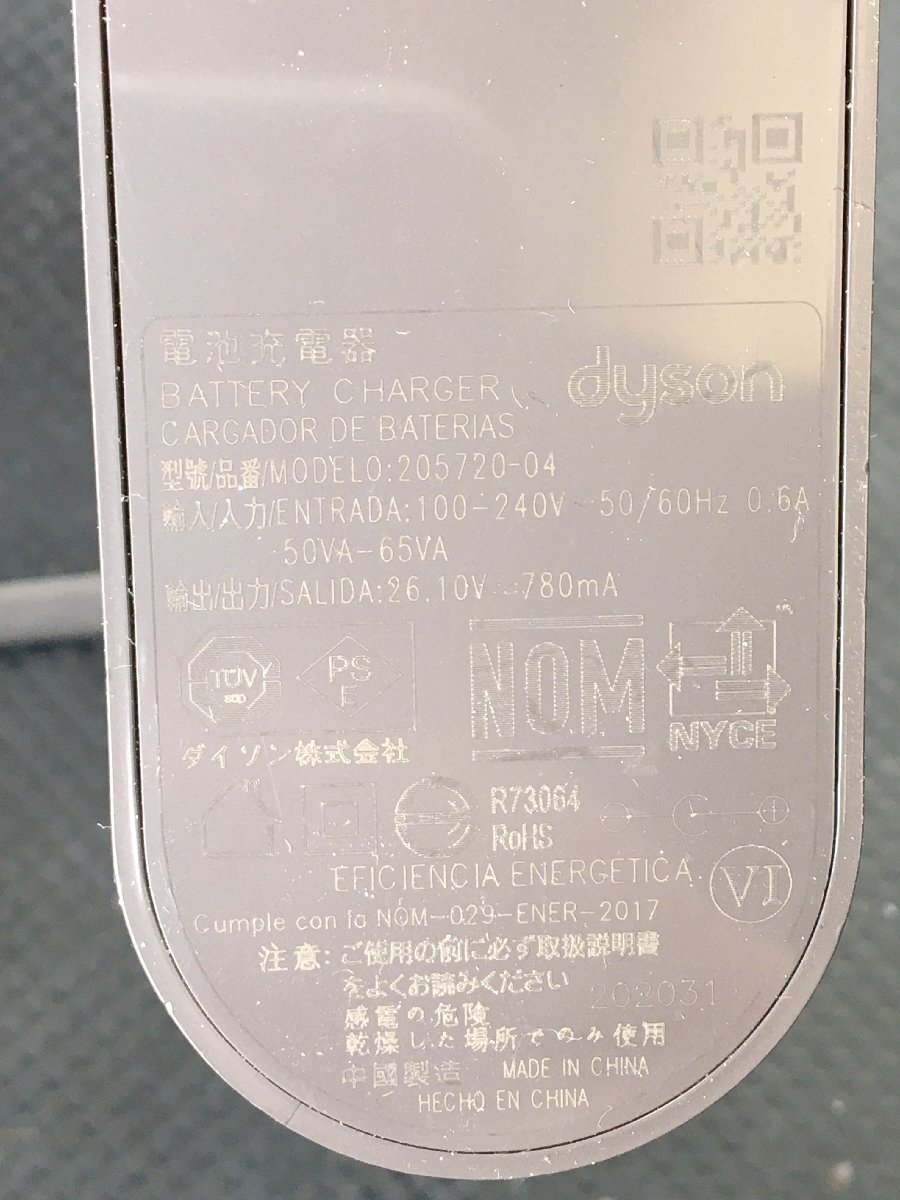 電池充電器
BATTERY CHARGER
dyson
CARGADOR DE BATERIAS
型號/品番/MODELO:205720-04
輸入/入力/ENTRADA:100-240V~50/60Hz 0.6A
50VA-65VA
輸出/出力/SALIDA:26.10V⎓780mA
TÜV
SÜD
PS
E
NOM
NYCE
ダイソン株式会社
R73064
RoHS
EFICIENCIA ENERGETICA
VI
Cumple con la NOM-029-ENER-2017
注意: ご使用の前に必ず取扱説明書
をよくお読みください
202031
感電の危険
乾燥した場所でのみ使用
中國製造 MADE IN CHINA
HECHO EN CHINA